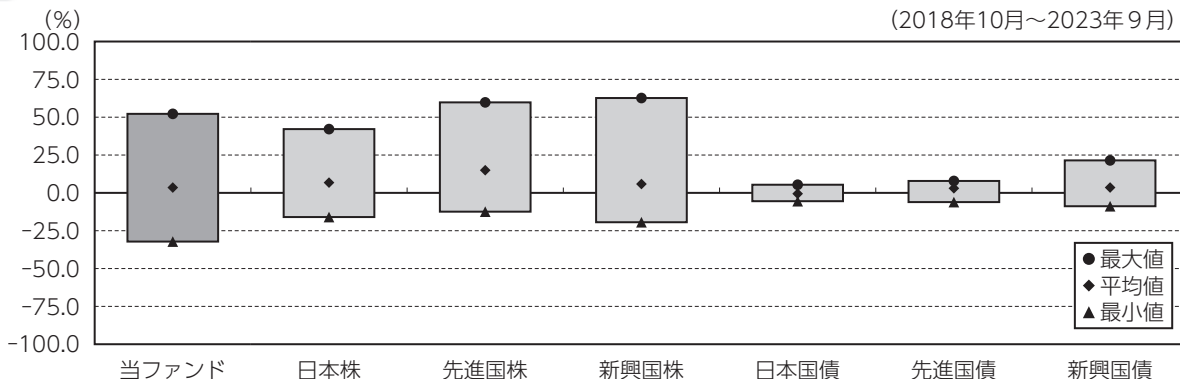 (%)
(2018年10月～2023年9月)
100.0
75.0
50.0
25.0
0.0
-25.0
-50.0
-75.0
-100.0
●最大値
◆平均値
▲最小値
当ファンド 日本株 先進国株 新興国株 日本国債 先進国債 新興国債